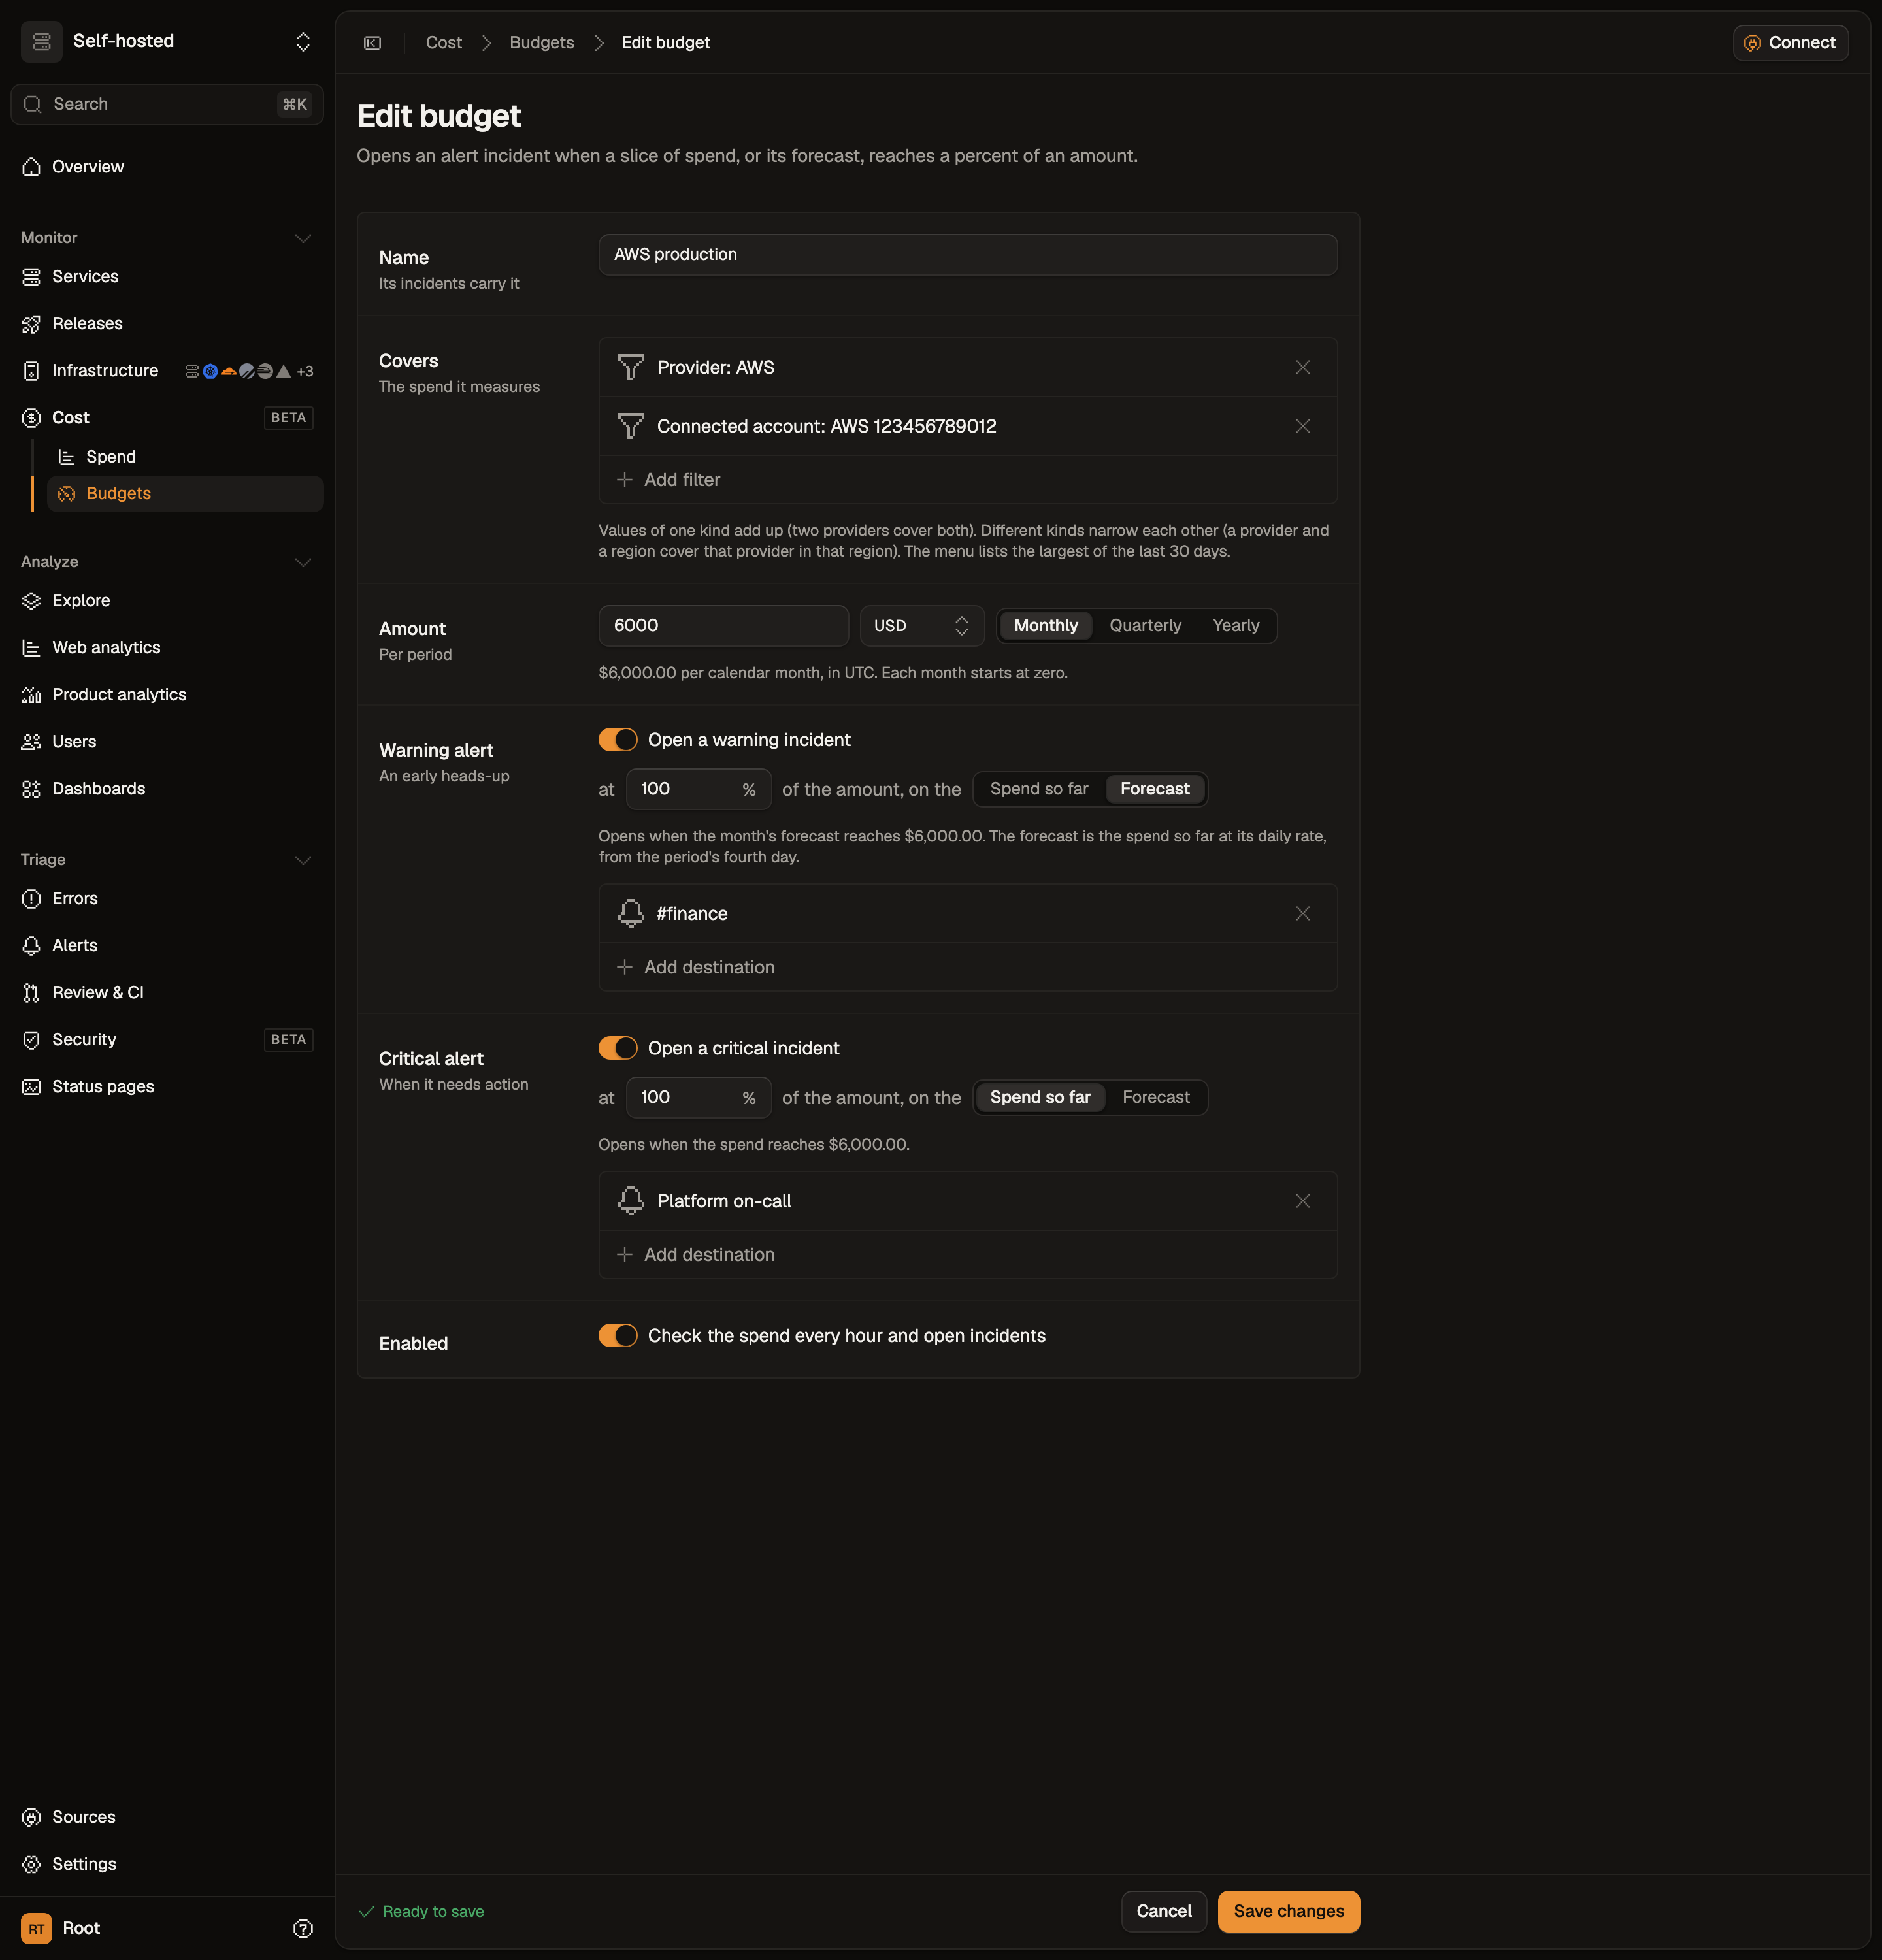 Self-hosted
Search ⌘K
Overview
Monitor
Services
Releases
Infrastructure +3
Cost BETA
Spend
Budgets
Analyze
Explore
Web analytics
Product analytics
Users
Dashboards
Triage
Errors
Alerts
Review & CI
Security BETA
Status pages
Sources
Settings
RT Root
Cost Budgets Edit budget
Connect
Edit budget
Opens an alert incident when a slice of spend, or its forecast, reaches a percent of an amount.
Name
Its incidents carry it
AWS production
Covers
The spend it measures
Provider: AWS
Connected account: AWS 123456789012
Add filter
Values of one kind add up (two providers cover both). Different kinds narrow each other (a provider and
a region cover that provider in that region). The menu lists the largest of the last 30 days.
Amount
Per period
6000 USD Monthly Quarterly Yearly
$6,000.00 per calendar month, in UTC. Each month starts at zero.
Warning alert
An early heads-up
Open a warning incident
at 100 % of the amount, on the Spend so far Forecast
Opens when the month's forecast reaches $6,000.00. The forecast is the spend so far at its daily rate,
from the period's fourth day.
#finance
Add destination
Critical alert
When it needs action
Open a critical incident
at 100 % of the amount, on the Spend so far Forecast
Opens when the spend reaches $6,000.00.
Platform on-call
Add destination
Enabled
Check the spend every hour and open incidents
Ready to save
Cancel
Save changes